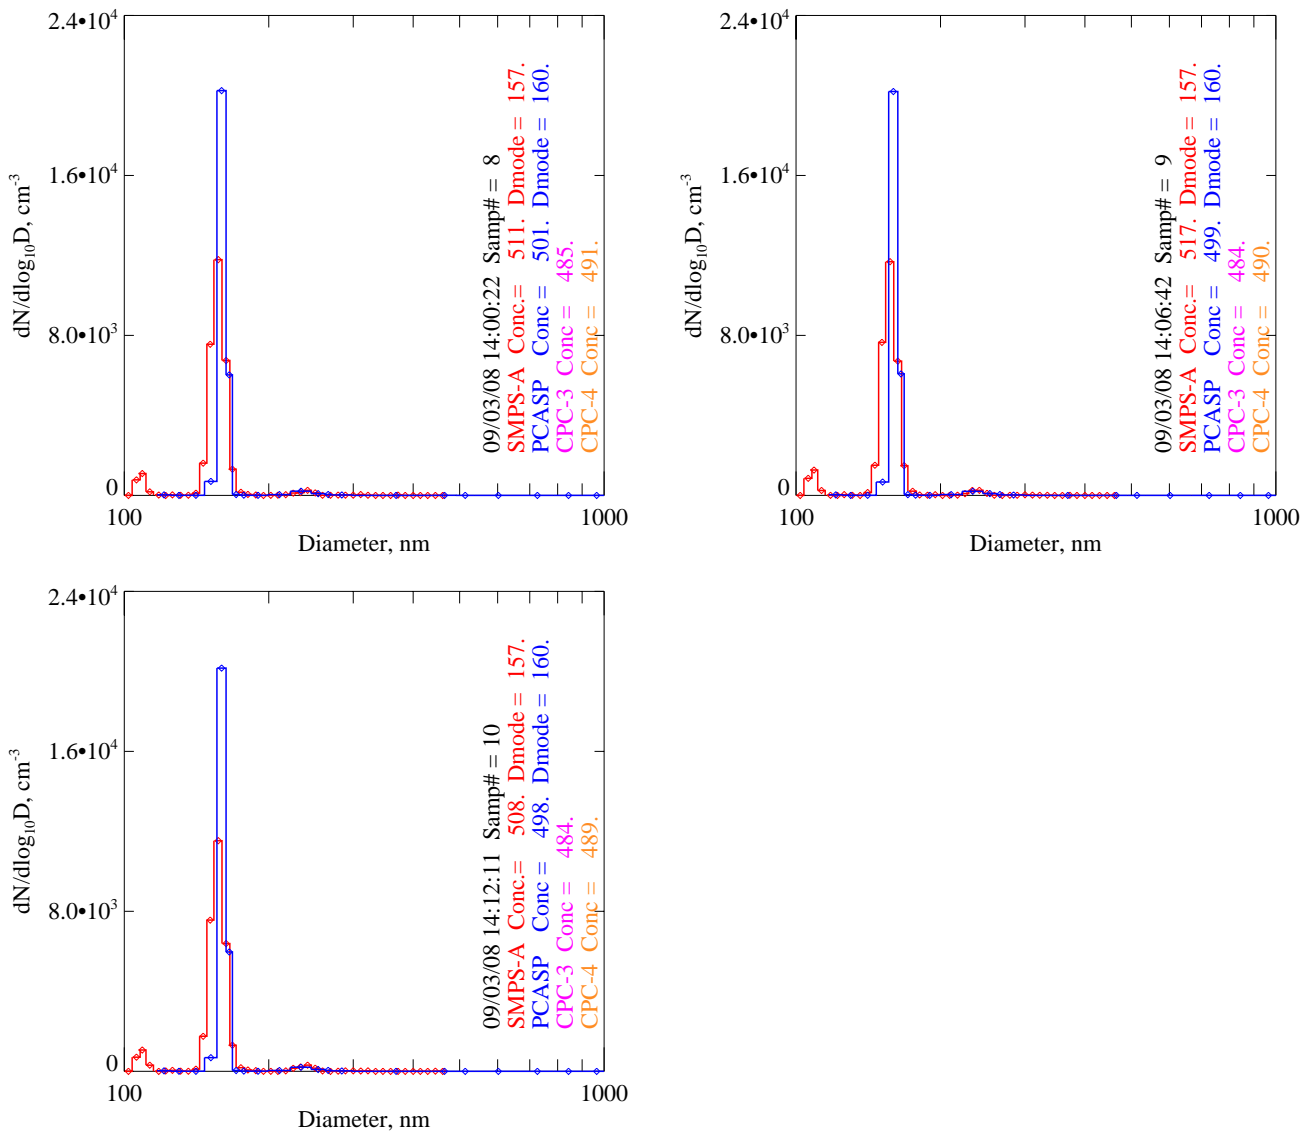 2.4•10⁴
1.6•10⁴
8.0•10³
0
dN/dlog₁₀D, cm⁻³
100
1000
Diameter, nm
09/03/08 14:00:22 Samp# = 8
SMPS-A Conc.= 511. Dmode = 157.
PCASP Conc = 501. Dmode = 160.
CPC-3 Conc = 485.
CPC-4 Conc = 491.
2.4•10⁴
1.6•10⁴
8.0•10³
0
dN/dlog₁₀D, cm⁻³
100
1000
Diameter, nm
09/03/08 14:06:42 Samp# = 9
SMPS-A Conc.= 517. Dmode = 157.
PCASP Conc = 499. Dmode = 160.
CPC-3 Conc = 484.
CPC-4 Conc = 490.
2.4•10⁴
1.6•10⁴
8.0•10³
0
dN/dlog₁₀D, cm⁻³
100
1000
Diameter, nm
09/03/08 14:12:11 Samp# = 10
SMPS-A Conc.= 508. Dmode = 157.
PCASP Conc = 498. Dmode = 160.
CPC-3 Conc = 484.
CPC-4 Conc = 489.